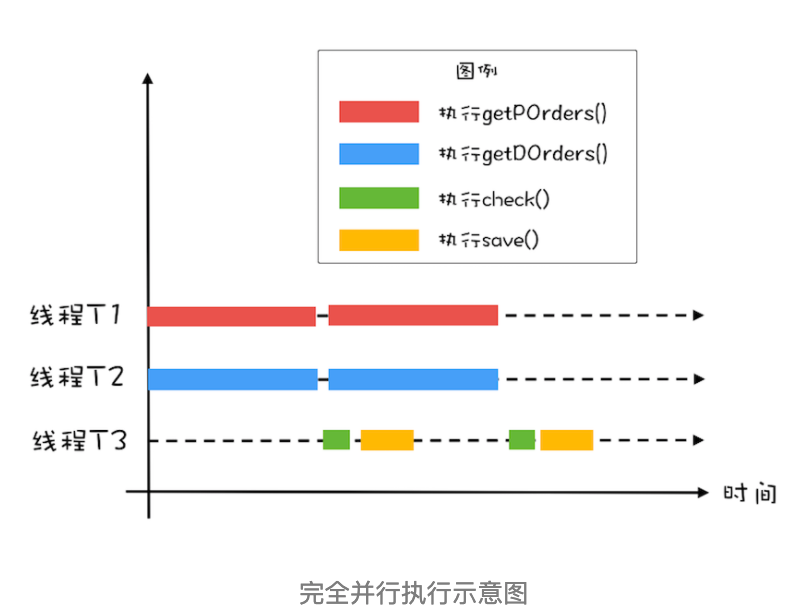 图例
执行getPOrders()
执行getDOrders()
执行check()
执行save()
线程T1
线程T2
线程T3
时间
完全并行执行示意图